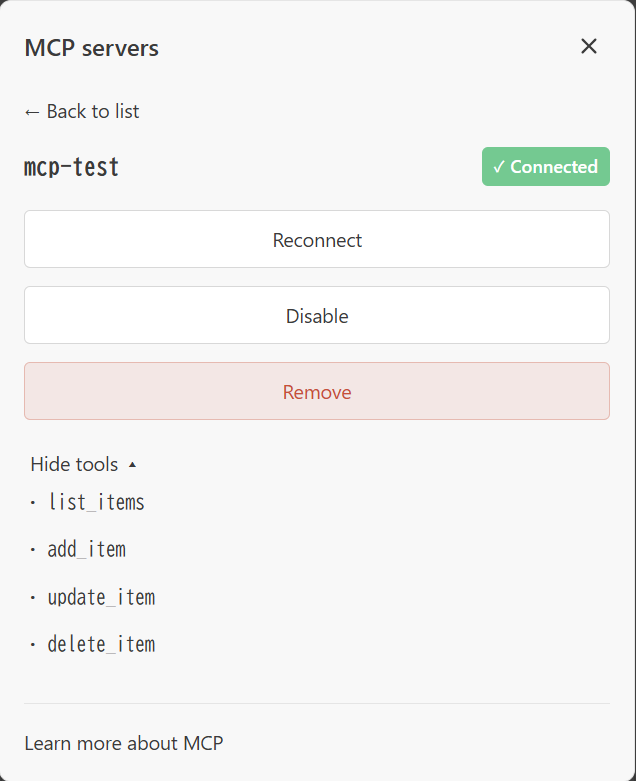 MCP servers
← Back to list
mcp-test
✓ Connected
Reconnect
Disable
Remove
Hide tools ▲
· list_items
· add_item
· update_item
· delete_item
Learn more about MCP